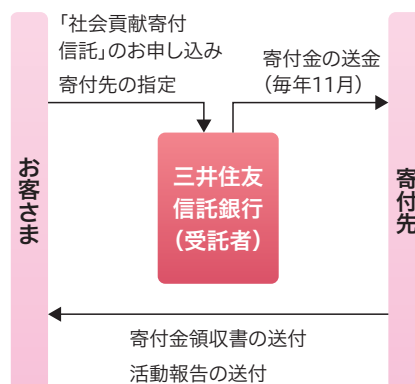 「社会貢献寄付
信託」のお申し込み
寄付先の指定
寄付金の送金
（毎年11月）
お客さま
三井住友
信託銀行
（受託者）
寄付先
寄付金領収書の送付
活動報告の送付